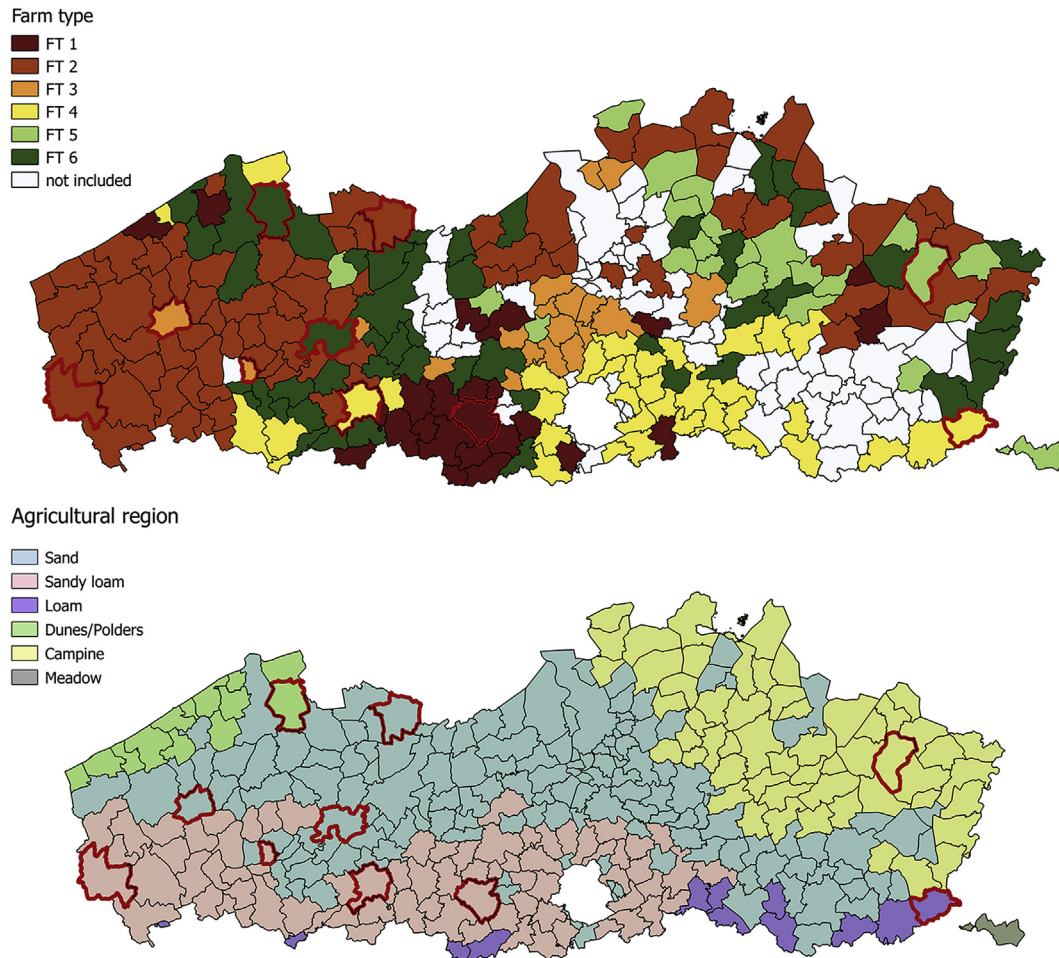 Farm type
FT 1
FT 2
FT 3
FT 4
FT 5
FT 6
not included
Agricultural region
Sand
Sandy loam
Loam
Dunes/Polders
Campine
Meadow